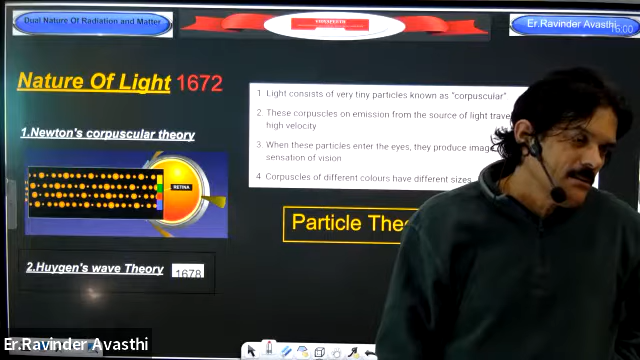 Dual Nature Of Radiation and Matter
Er.Ravinder Avasthi
16:00
Nature Of Light 1672
1.Newton's corpuscular theory
RETINA
1 Light consists of very tiny particles known as "corpuscular"
2 These corpuscles on emission from the source of light
high velocity
3 When these particles enter the eyes, they produce
sensation of vision
4 Corpuscles of different colours have different sizes
Particle
2.Huygen's wave Theory
1678
Er.Ravinder Avasthi